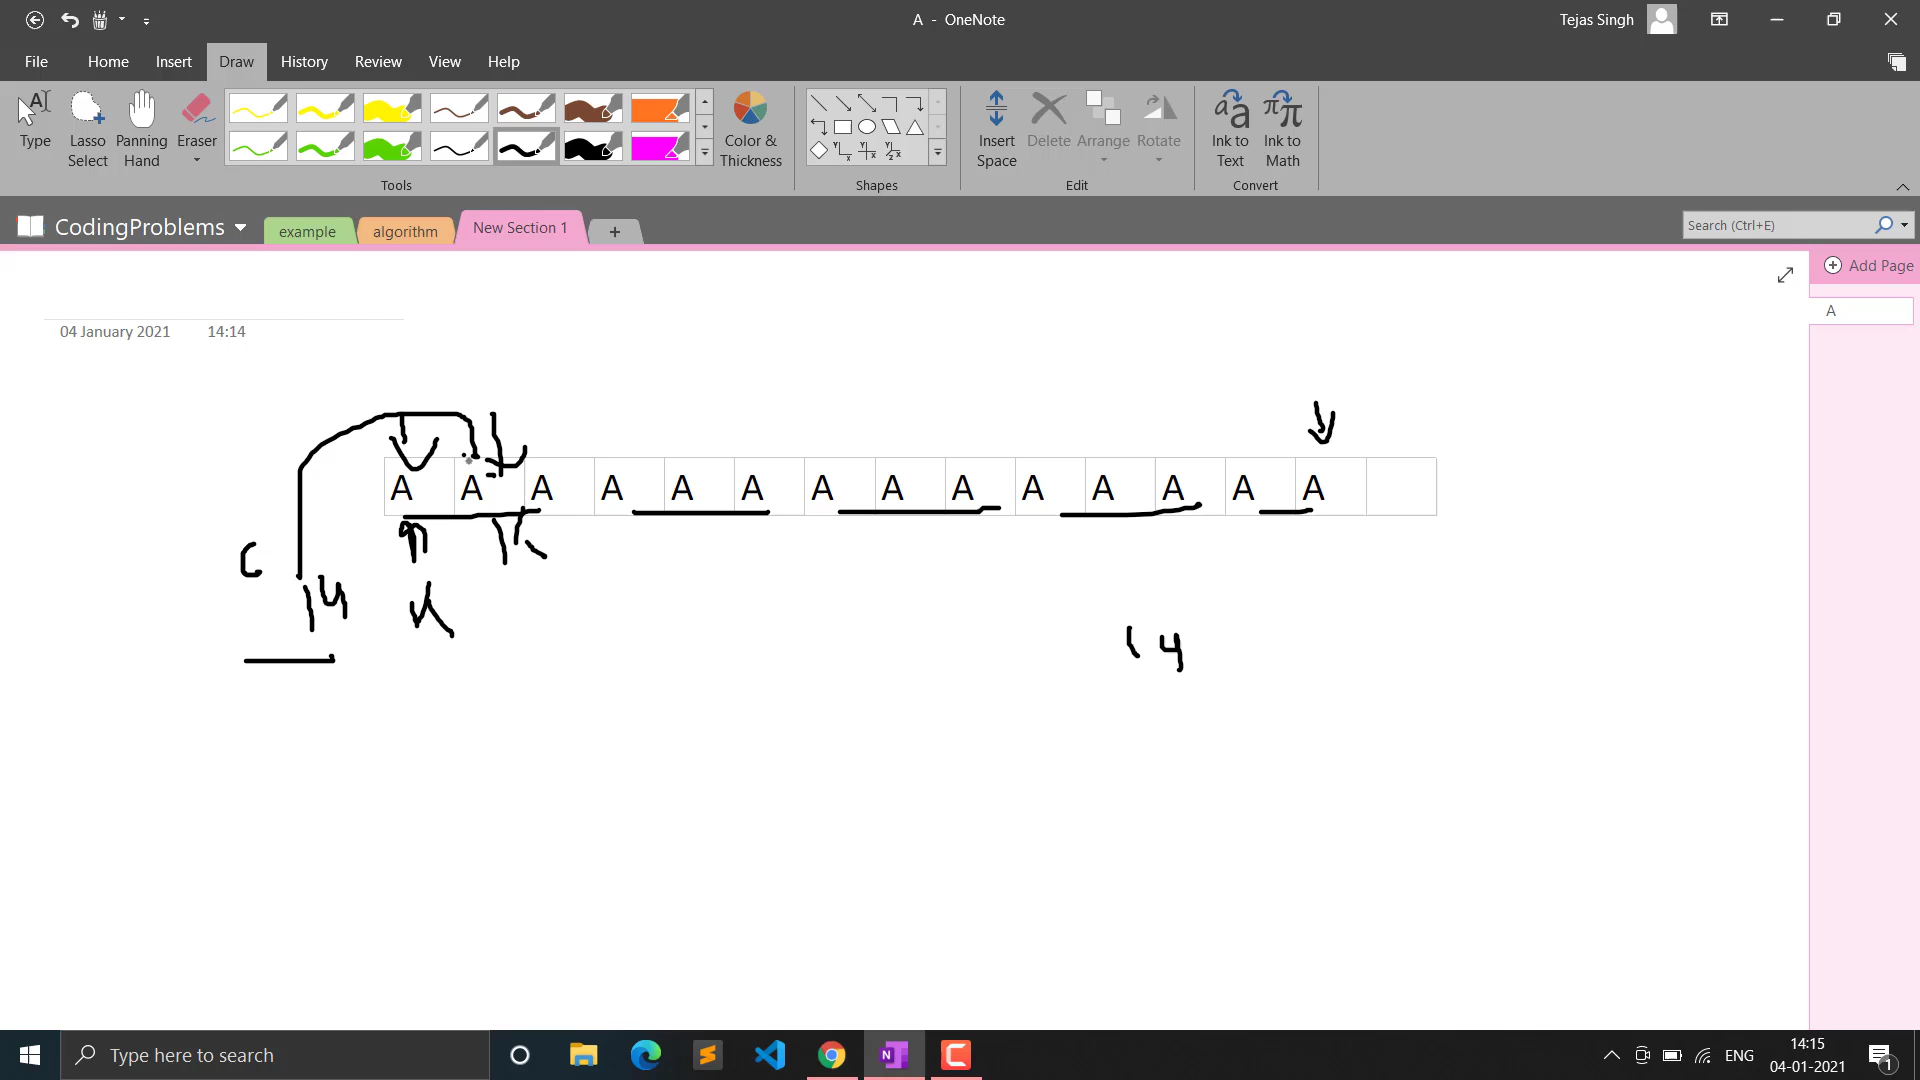 A - OneNote
Tejas Singh
File Home Insert Draw History Review View Help
Type
Lasso Select
Panning Hand
Eraser
Color & Thickness
Insert Space
Delete
Arrange
Rotate
Ink to Text
Ink to Math
Tools
Shapes
Edit
Convert
CodingProblems
example
algorithm
New Section 1
Search (Ctrl+E)
Add Page
A
04 January 2021 14:14
A A A A A A A A A A A A A A
C
14
14
Type here to search
ENG
14:15
04-01-2021
1